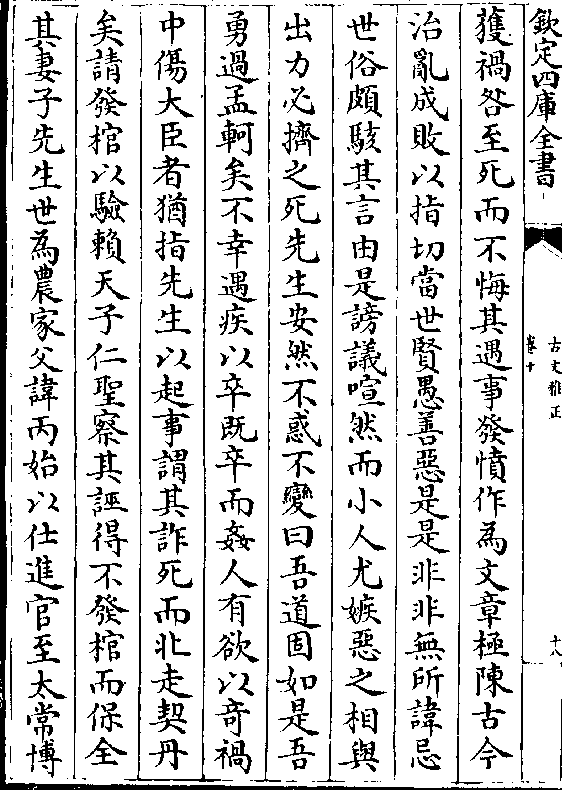 欽定四庫全書
古文雅正
卷十
十八
獲禍咎至死而不悔其遇事發憤作為文章極陳古今
治亂成敗以指切當世賢愚善惡是是非非無所諱忌
世俗頗駭其言由是謗議喧然而小人尤嫉惡之相與
出力必擠之死先生安然不惑不變曰吾道固如是吾
勇過孟軻矣不幸遇疾以卒既卒而姦人有欲以奇禍
中傷大臣者猶指先生以起事謂其詐死而北走契丹
矣請發棺以驗賴天子仁聖察其誣得不發棺而保全
其妻子先生世為農家父諱丙始以仕進官至太常博